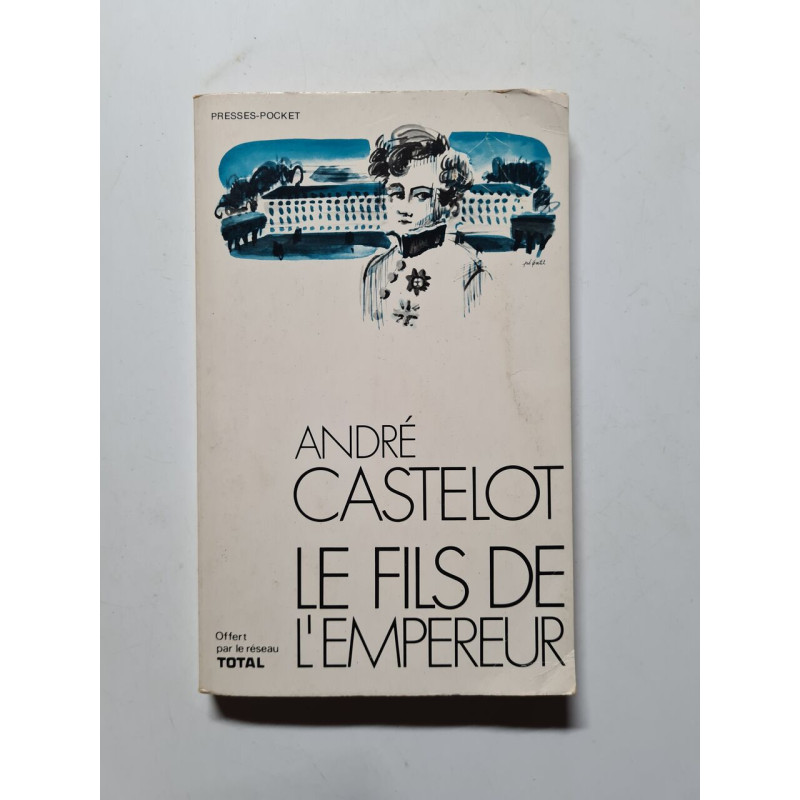 PRESSES-POCKET
ANDRÉ
CASTELOT
LE FILS DE
L'EMPEREUR
Offert
par le réseau
TOTAL